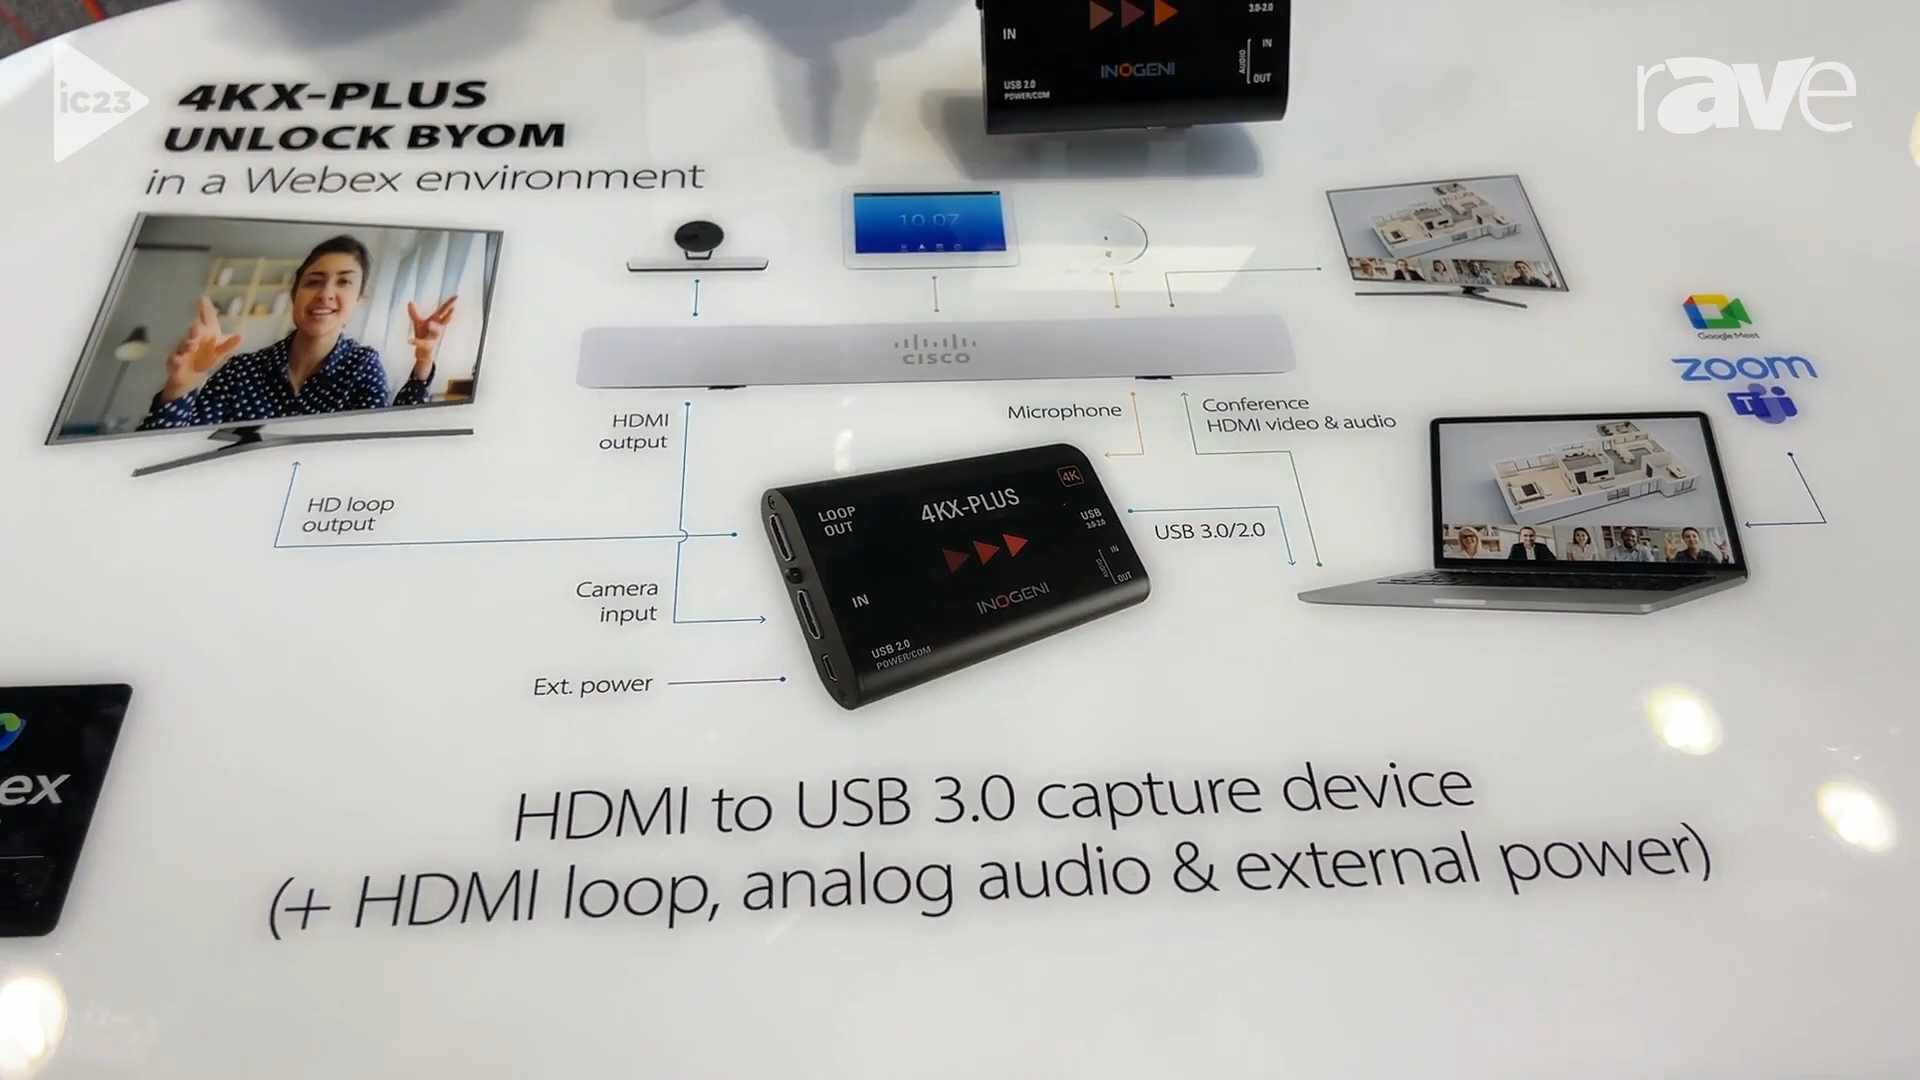 ic23
4KX-PLUS
UNLOCK BYOM
in a Webex environment
3.0-2.0
IN
IN
AUDIO
OUT
USB 2.0
POWER/COM
INOGENI
rave
10:07
CISCO
Google Meet
zoom
T
HDMI
output
Microphone
Conference
HDMI video & audio
HD loop
output
LOOP
OUT
4KX-PLUS
4K
USB
3.0-2.0
IN
AUDIO
OUT
USB 3.0/2.0
Camera
input
IN
INOGENI
USB 2.0
POWER/COM
Ext. power
ex
HDMI to USB 3.0 capture device
(+ HDMI loop, analog audio & external power)